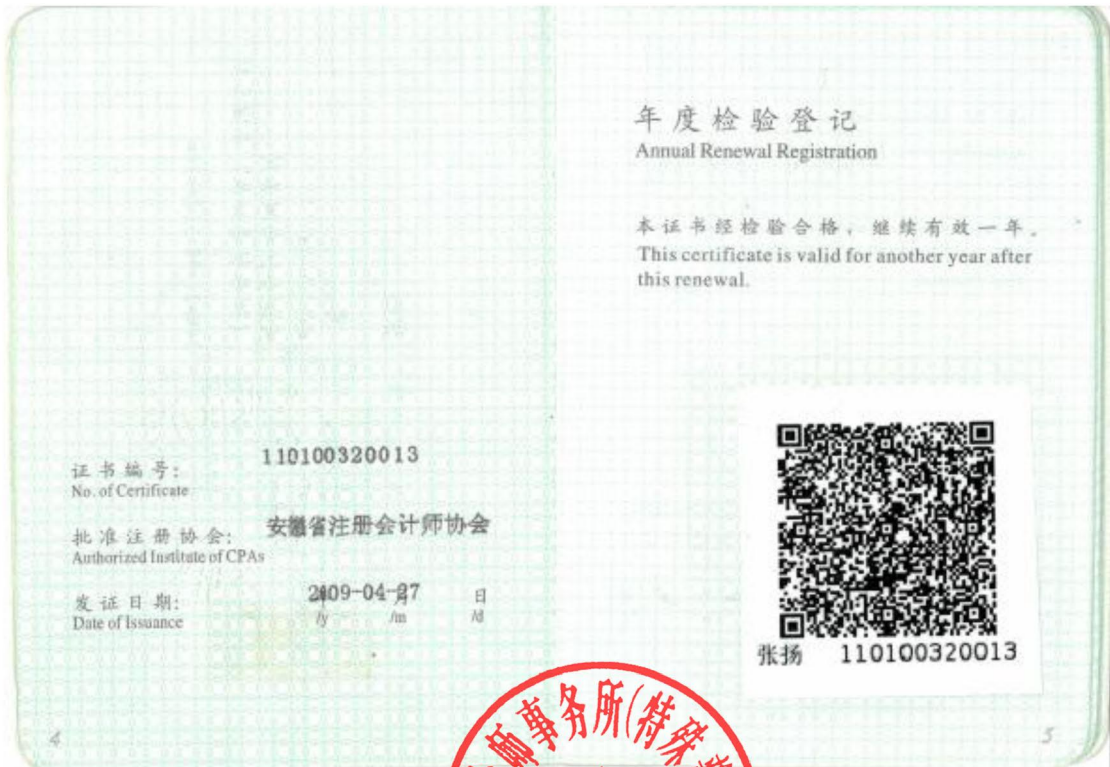 证书编号:
No. of Certificate
110100320013
批准注册协会:
Authorized Institute of CPAs
安徽省注册会计师协会
发证日期:
Date of Issuance
2009-04-27
年 月 日
/y /m /d
4
年度检验登记
Annual Renewal Registration
本证书经检验合格,继续有效一年。
This certificate is valid for another year after
this renewal.
张扬 110100320013
5
师事务所(特殊普